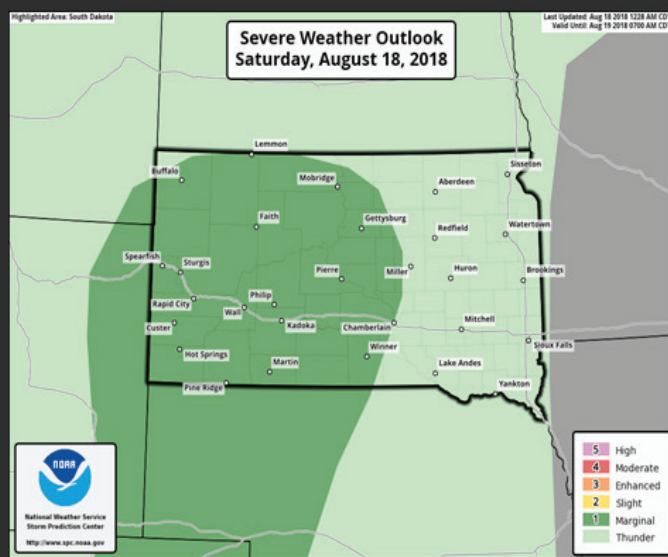 Highlighted Area: South Dakota
Last Updated: Aug 18 2018 1228 AM CDT
Valid Until: Aug 19 2018 0700 AM CDT
Severe Weather Outlook
Saturday, August 18, 2018
Lemmon
Buffalo
Mobridge
Aberdeen
Sisseton
Faith
Gettysburg
Redfield
Watertown
Spearfish
Sturgis
Pierre
Miller
Huron
Brookings
Rapid City
Wall
Philip
Custer
Kadoka
Chamberlain
Mitchell
Sioux Falls
Hot Springs
Martin
Winner
Lake Andes
Pine Ridge
Yankton
NOAA
National Weather Service
Storm Prediction Center
http://www.spc.noaa.gov
5 High
4 Moderate
3 Enhanced
2 Slight
1 Marginal
Thunder